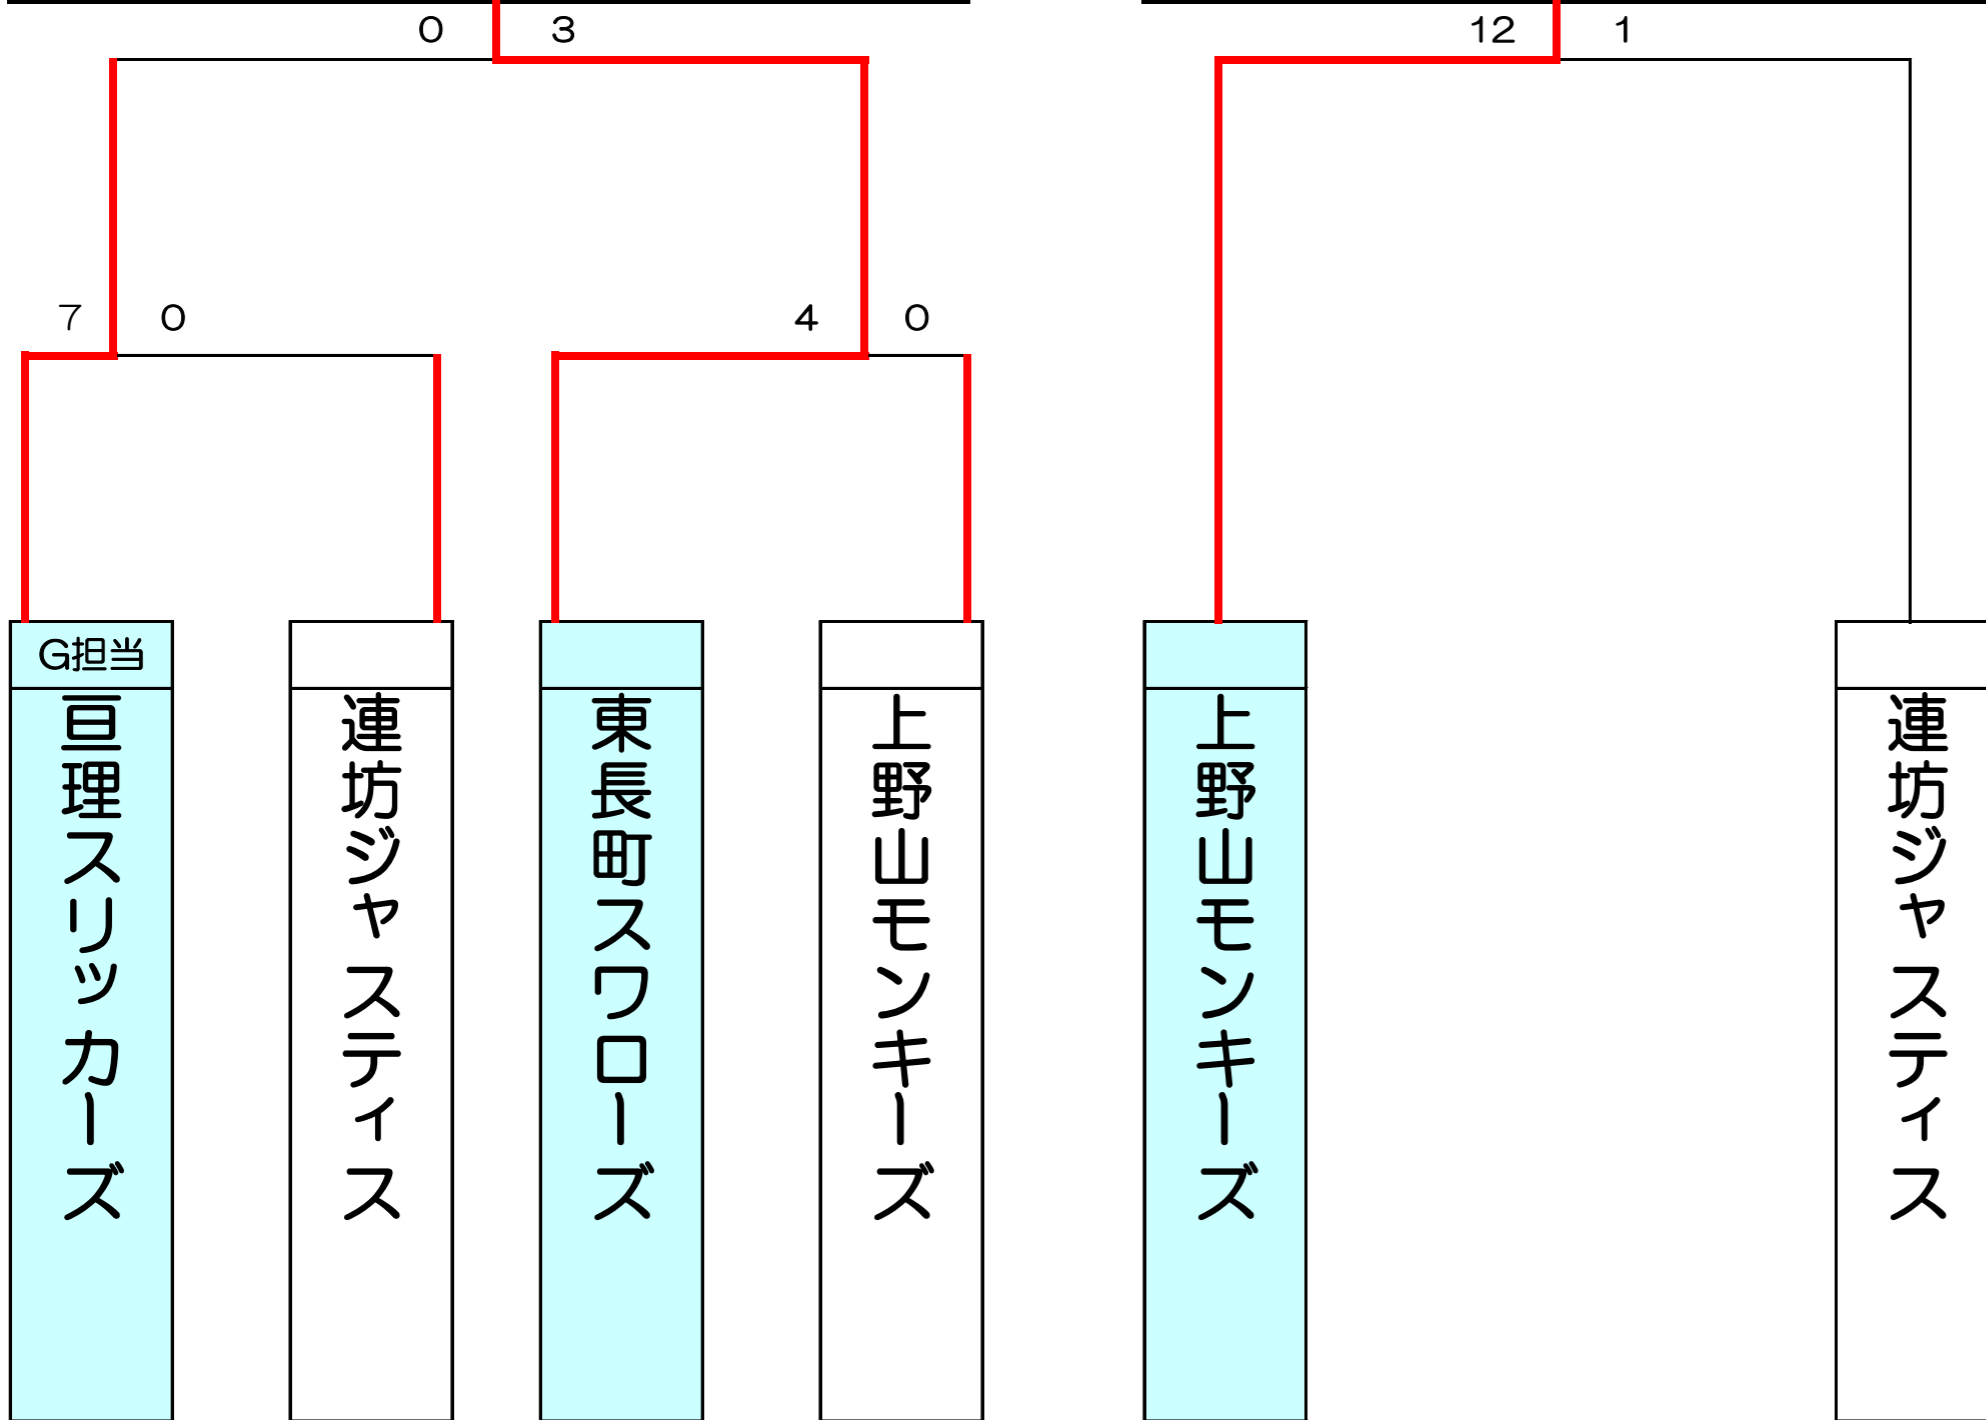 0 3
12 1
7 0
4 0
G担当
亘理スリッカーズ
連坊ジャスティス
東長町スワローズ
上野山モンキーズ
上野山モンキーズ
連坊ジャスティス